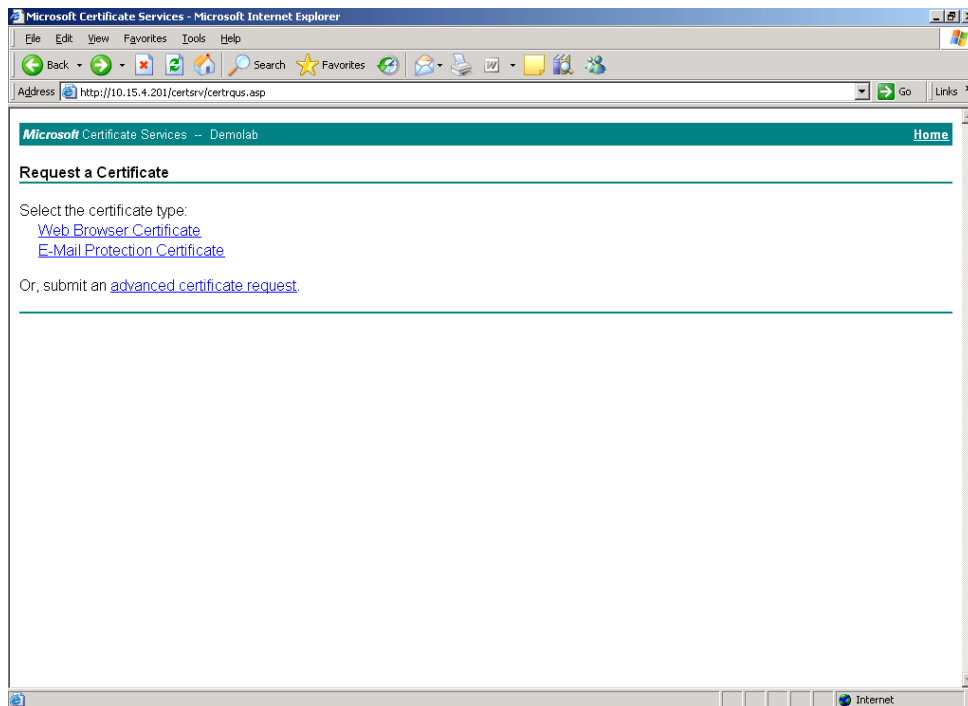 Microsoft Certificate Services - Microsoft Internet Explorer
File Edit View Favorites Tools Help
Back Search Favorites
Address http://10.15.4.201/certsrv/certrqus.asp Go Links
Microsoft Certificate Services -- Demolab Home
Request a Certificate
Select the certificate type:
Web Browser Certificate
E-Mail Protection Certificate
Or, submit an advanced certificate request.
Internet